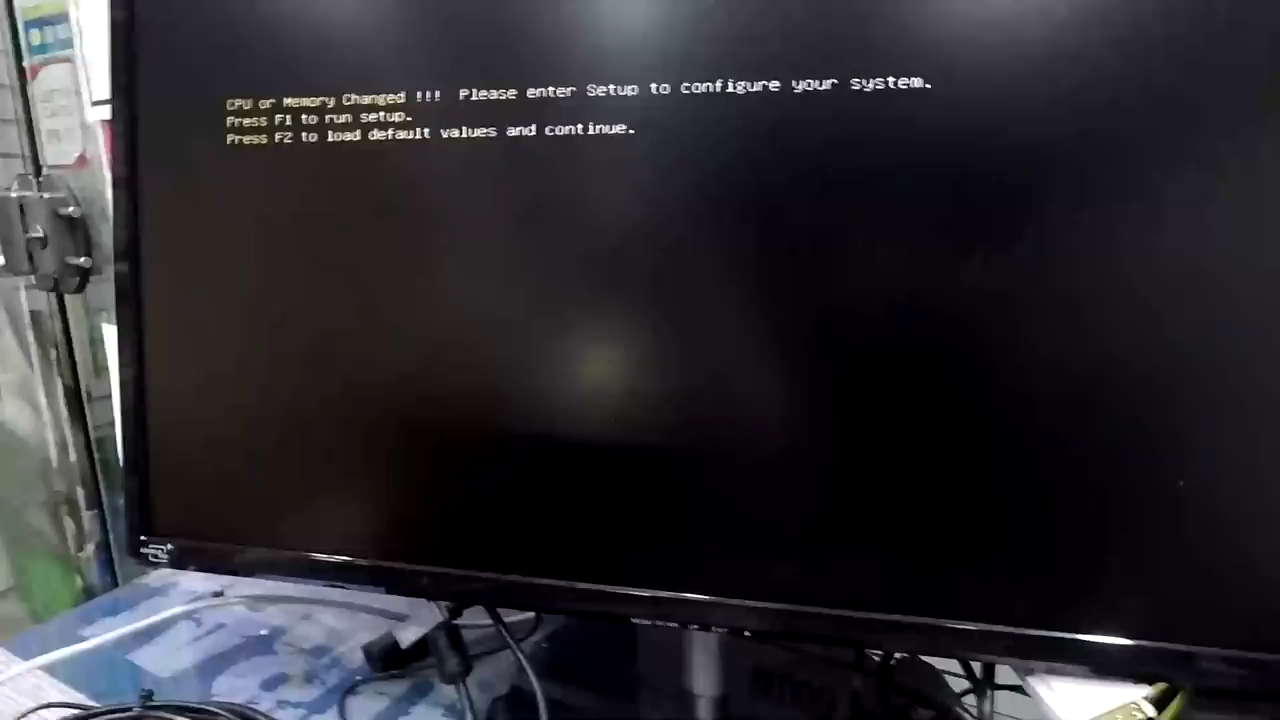 CPU or Memory Changed !!!  Please enter Setup to configure your system.
Press F1 to run setup.
Press F2 to load default values and continue.